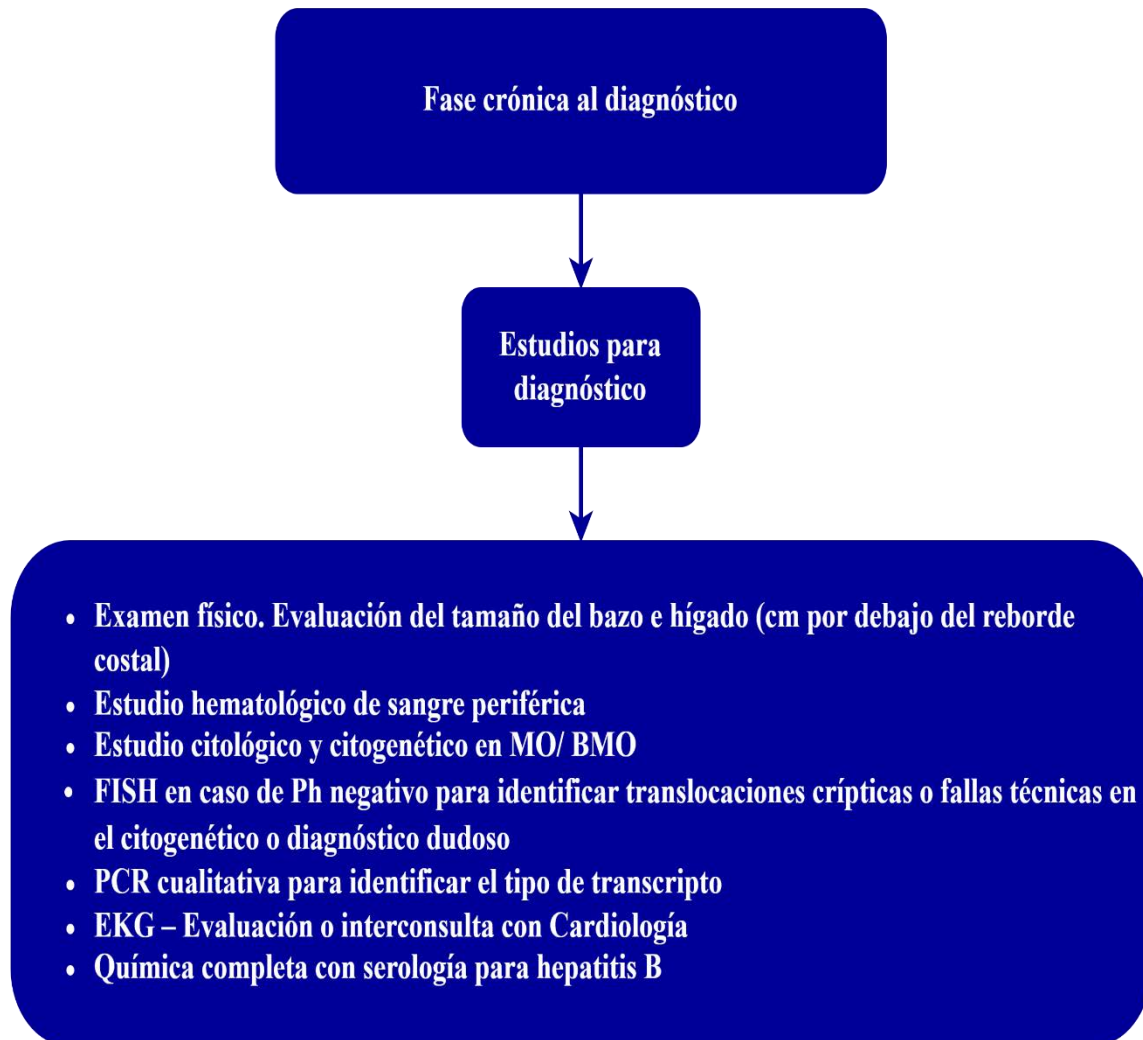 Fase crónica al diagnóstico
Estudios para
diagnóstico
• Examen físico. Evaluación del tamaño del bazo e hígado (cm por debajo del reborde
costal)
• Estudio hematológico de sangre periférica
• Estudio citológico y citogenético en MO/ BMO
• FISH en caso de Ph negativo para identificar translocaciones crípticas o fallas técnicas en
el citogenético o diagnóstico dudoso
• PCR cualitativa para identificar el tipo de transcripto
• EKG – Evaluación o interconsulta con Cardiología
• Química completa con serología para hepatitis B